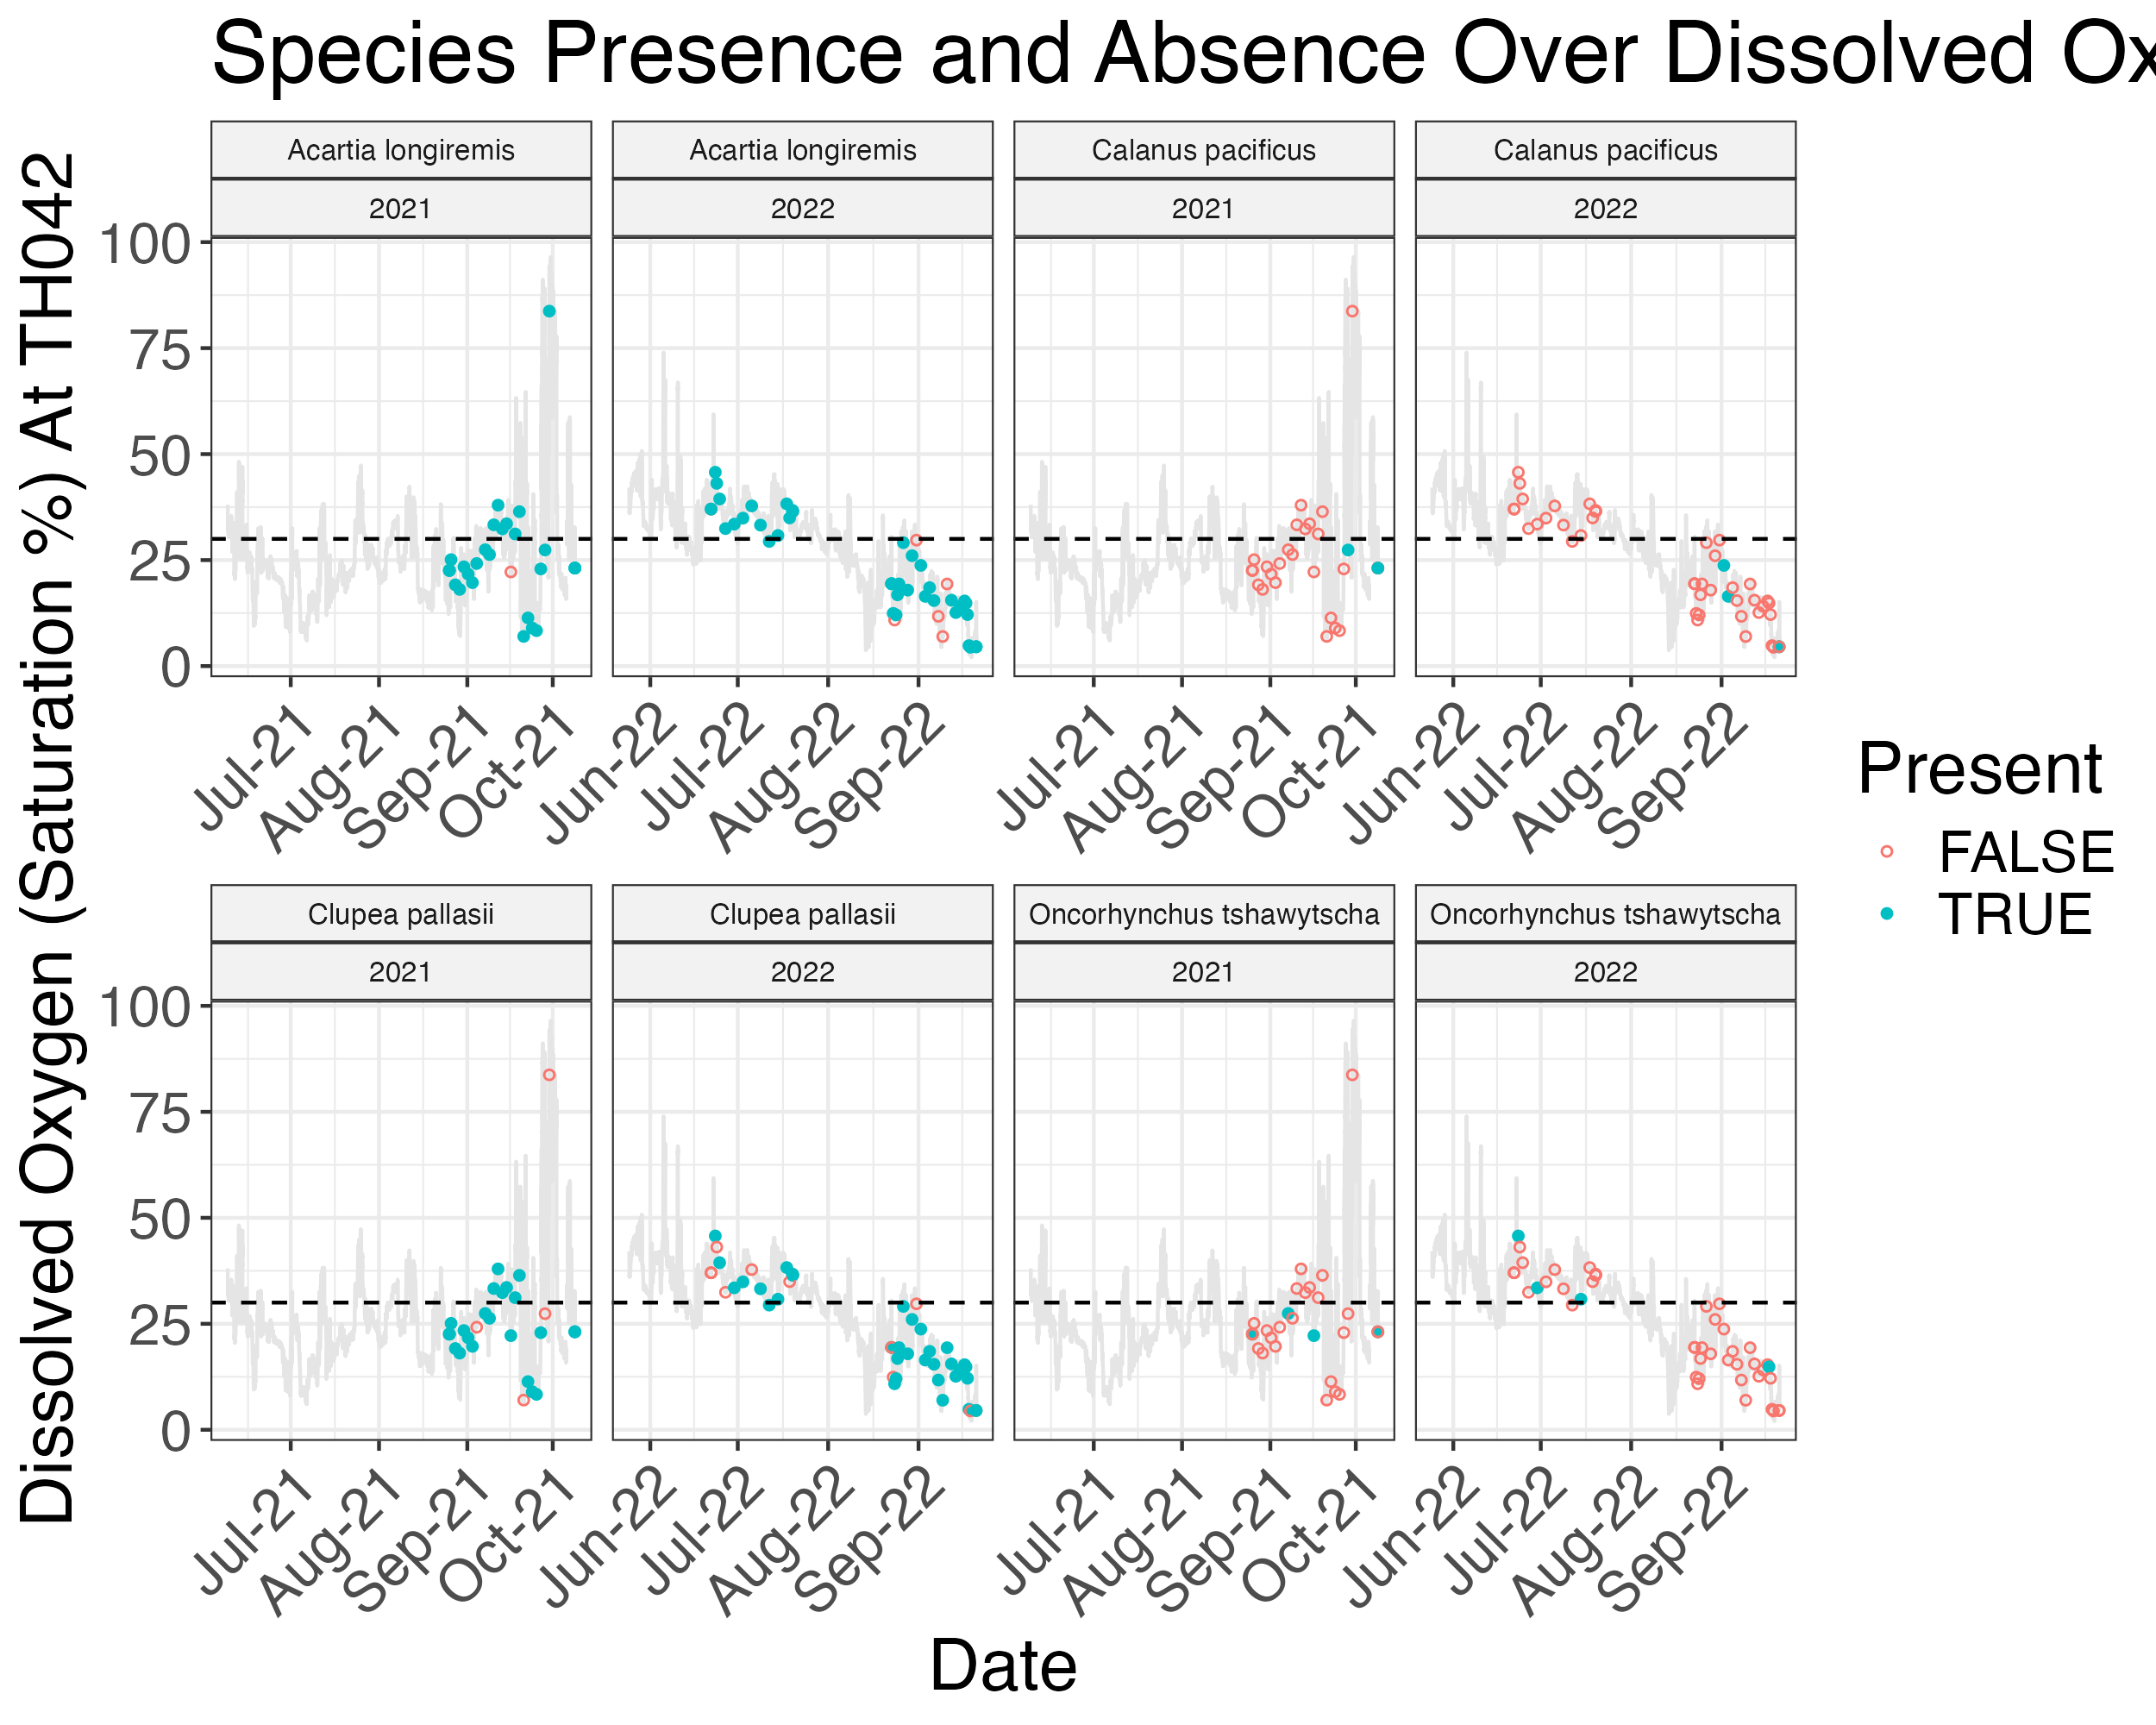 Species Presence and Absence Over Dissolved Ox
Dissolved Oxygen (Saturation %) At TH042
Acartia longiremis
Acartia longiremis
Calanus pacificus
Calanus pacificus
2021
2022
2021
2022
100
75
50
25
0
Jul-21
Aug-21
Sep-21
Oct-21
Jun-22
Jul-22
Aug-22
Sep-22
Jul-21
Aug-21
Sep-21
Oct-21
Jun-22
Jul-22
Aug-22
Sep-22
Clupea pallasii
Clupea pallasii
Oncorhynchus tshawytscha
Oncorhynchus tshawytscha
2021
2022
2021
2022
100
75
50
25
0
Jul-21
Aug-21
Sep-21
Oct-21
Jun-22
Jul-22
Aug-22
Sep-22
Jul-21
Aug-21
Sep-21
Oct-21
Jun-22
Jul-22
Aug-22
Sep-22
Date
Present
FALSE
TRUE